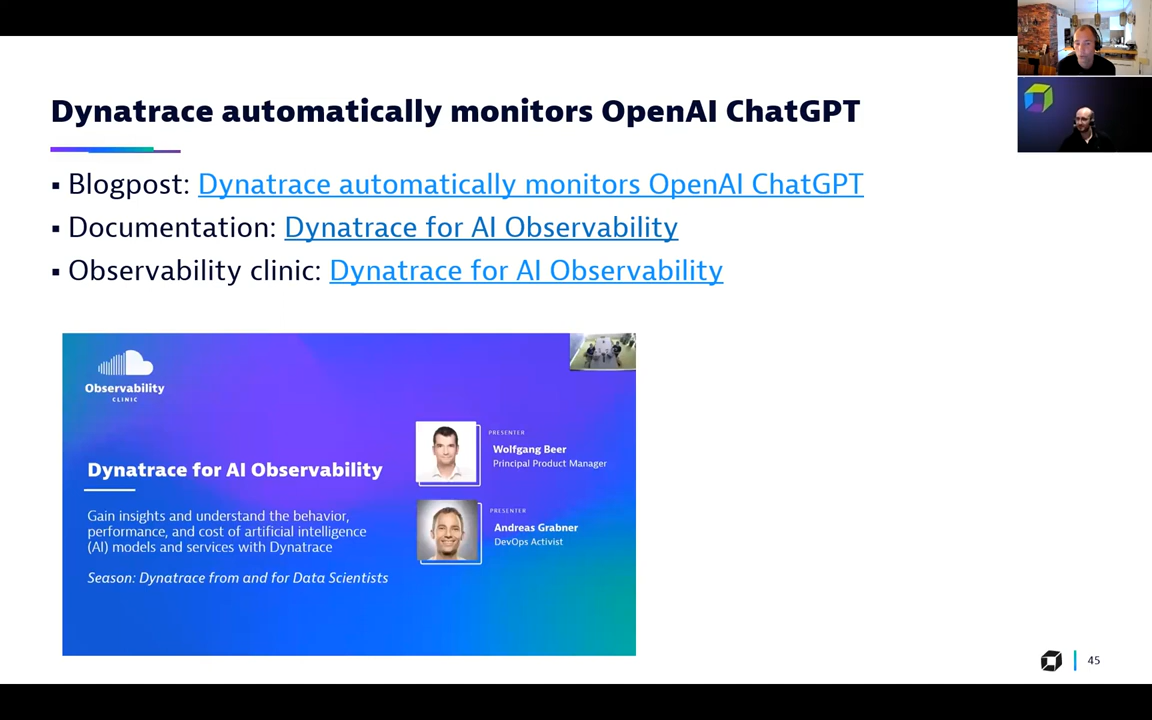 Dynatrace automatically monitors OpenAI ChatGPT
▪ Blogpost: Dynatrace automatically monitors OpenAI ChatGPT
▪ Documentation: Dynatrace for AI Observability
▪ Observability clinic: Dynatrace for AI Observability
Observability
CLINIC
Dynatrace for AI Observability
Gain insights and understand the behavior,
performance, and cost of artificial intelligence
(AI) models and services with Dynatrace
Season: Dynatrace from and for Data Scientists
PRESENTER
Wolfgang Beer
Principal Product Manager
PRESENTER
Andreas Grabner
DevOps Activist
45